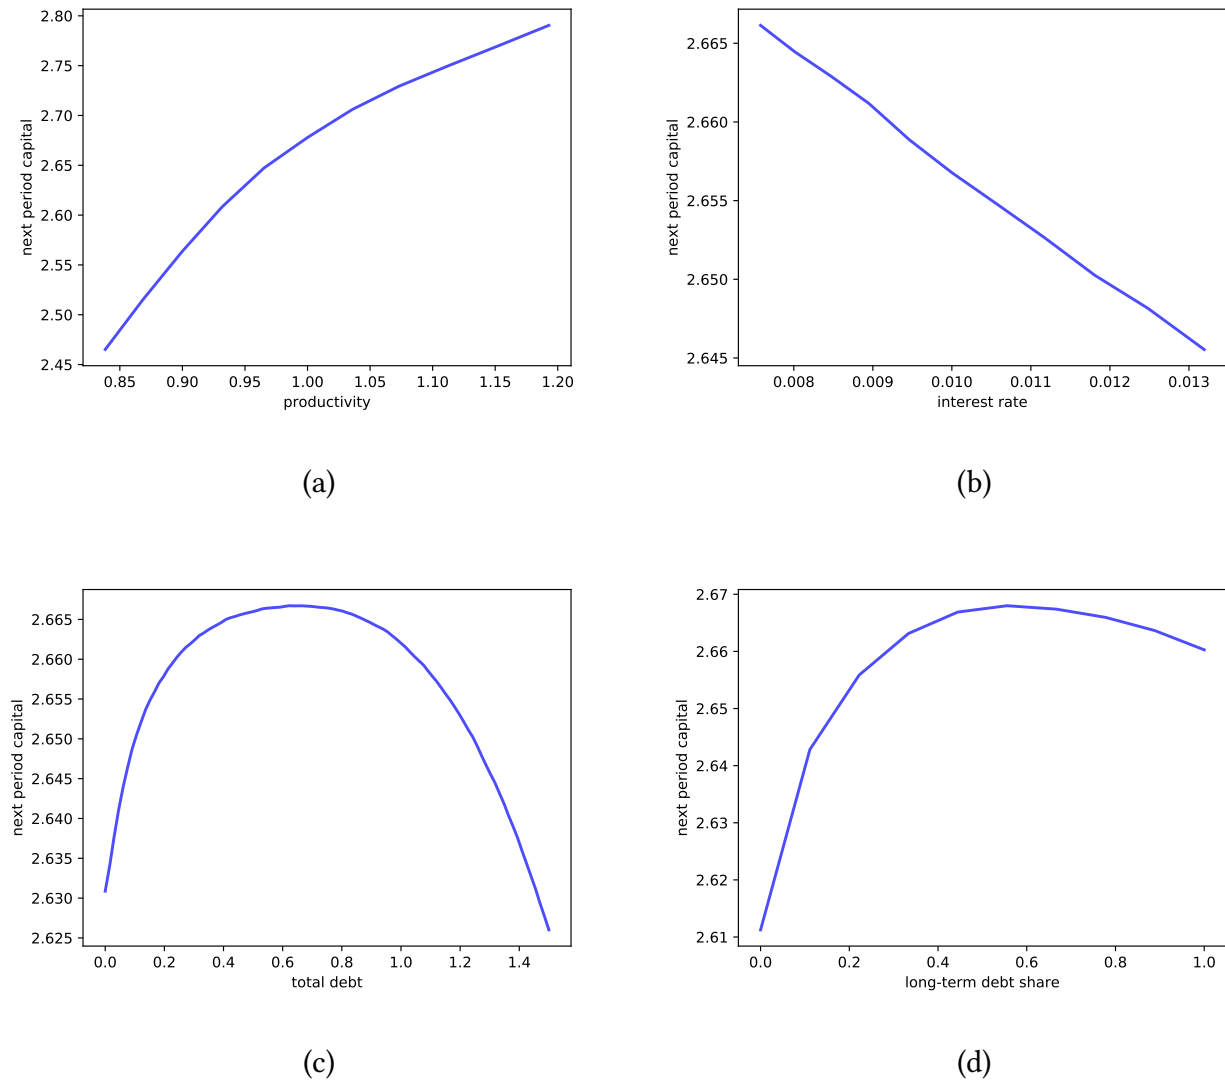 2.80
2.75
2.70
2.65
2.60
2.55
2.50
2.45
next period capital
0.85 0.90 0.95 1.00 1.05 1.10 1.15 1.20
productivity
(a)
2.665
2.660
2.655
2.650
2.645
next period capital
0.008 0.009 0.010 0.011 0.012 0.013
interest rate
(b)
2.665
2.660
2.655
2.650
2.645
2.640
2.635
2.630
2.625
next period capital
0.0 0.2 0.4 0.6 0.8 1.0 1.2 1.4
total debt
(c)
2.67
2.66
2.65
2.64
2.63
2.62
2.61
next period capital
0.0 0.2 0.4 0.6 0.8 1.0
long-term debt share
(d)